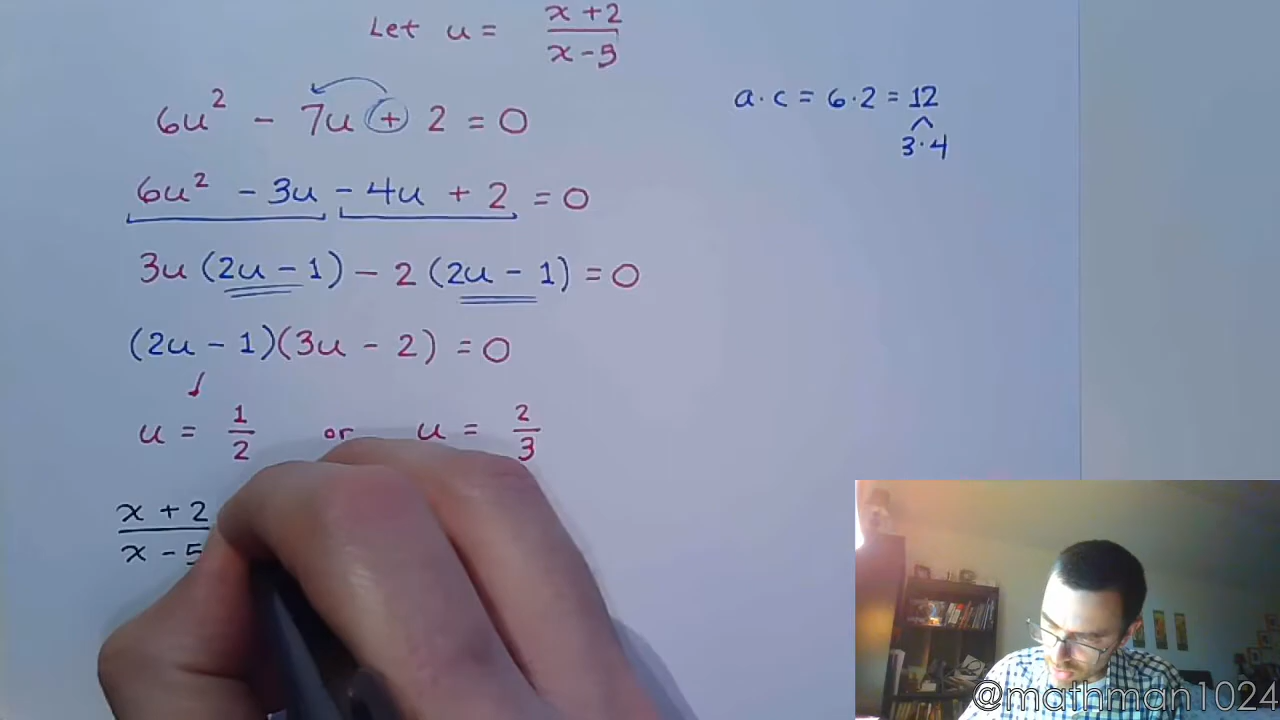 Let u = (x + 2)/(x - 5)
6u² - 7u + 2 = 0
a · c = 6 · 2 = 12
3 · 4
6u² - 3u - 4u + 2 = 0
3u (2u - 1) - 2 (2u - 1) = 0
(2u - 1)(3u - 2) = 0
u = 1/2 or u = 2/3
(x + 2)/(x - 5)
@mathman1024